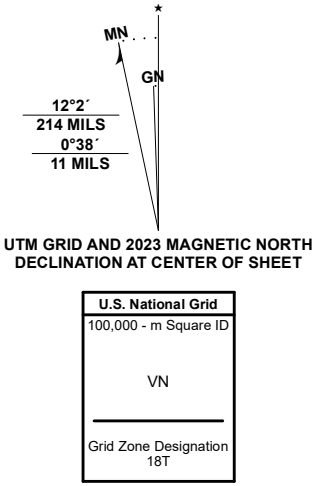 ★
MN
GN
12°2´
214 MILS
0°38´
11 MILS
UTM GRID AND 2023 MAGNETIC NORTH
DECLINATION AT CENTER OF SHEET
U.S. National Grid
100,000 - m Square ID
VN
Grid Zone Designation
18T